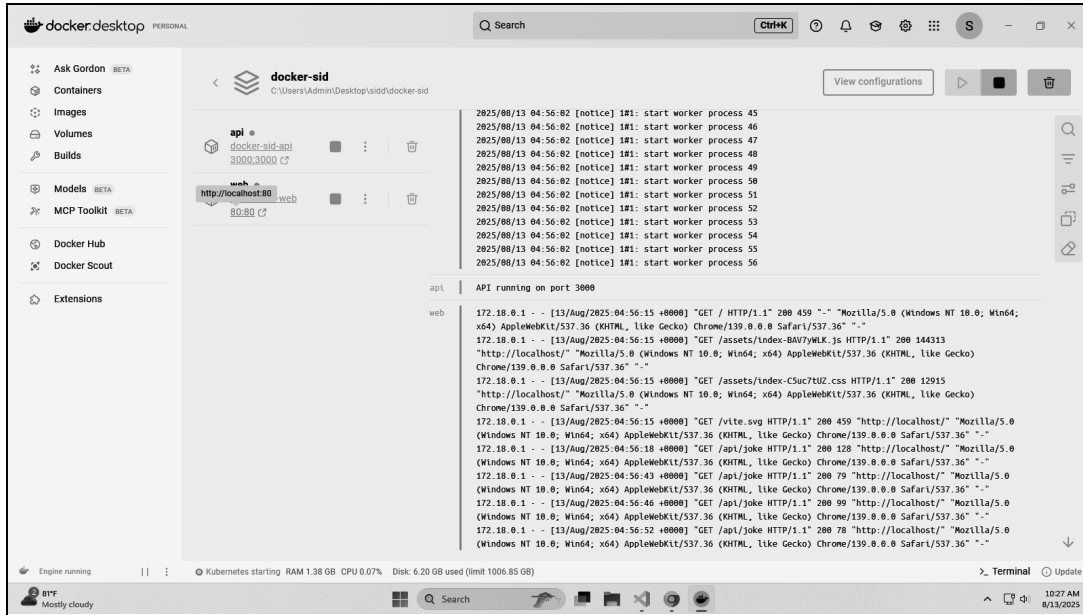 docker.desktop PERSONAL
Search
Ctrl+K
S
Ask Gordon BETA
Containers
Images
Volumes
Builds
Models BETA
MCP Toolkit BETA
Docker Hub
Docker Scout
Extensions
docker-sid
C:\Users\Admin\Desktop\sidd\docker-sid
View configurations
api
docker-sid-api
3000:3000
web
http://localhost:80
-web
80:80
2025/08/13 04:56:02 [notice] 1#1: start worker process 45
2025/08/13 04:56:02 [notice] 1#1: start worker process 46
2025/08/13 04:56:02 [notice] 1#1: start worker process 47
2025/08/13 04:56:02 [notice] 1#1: start worker process 48
2025/08/13 04:56:02 [notice] 1#1: start worker process 49
2025/08/13 04:56:02 [notice] 1#1: start worker process 50
2025/08/13 04:56:02 [notice] 1#1: start worker process 51
2025/08/13 04:56:02 [notice] 1#1: start worker process 52
2025/08/13 04:56:02 [notice] 1#1: start worker process 53
2025/08/13 04:56:02 [notice] 1#1: start worker process 54
2025/08/13 04:56:02 [notice] 1#1: start worker process 55
2025/08/13 04:56:02 [notice] 1#1: start worker process 56
api API running on port 3000
web 172.18.0.1 - - [13/Aug/2025:04:56:15 +0000] "GET / HTTP/1.1" 200 459 "-" "Mozilla/5.0 (Windows NT 10.0; Win64;
x64) AppleWebKit/537.36 (KHTML, like Gecko) Chrome/139.0.0.0 Safari/537.36" "-"
172.18.0.1 - - [13/Aug/2025:04:56:15 +0000] "GET /assets/index-BAV7yWLK.js HTTP/1.1" 200 144313
"http://localhost/" "Mozilla/5.0 (Windows NT 10.0; Win64; x64) AppleWebKit/537.36 (KHTML, like Gecko)
Chrome/139.0.0.0 Safari/537.36" "-"
172.18.0.1 - - [13/Aug/2025:04:56:15 +0000] "GET /assets/index-C5uc7tUZ.css HTTP/1.1" 200 12915
"http://localhost/" "Mozilla/5.0 (Windows NT 10.0; Win64; x64) AppleWebKit/537.36 (KHTML, like Gecko)
Chrome/139.0.0.0 Safari/537.36" "-"
172.18.0.1 - - [13/Aug/2025:04:56:15 +0000] "GET /vite.svg HTTP/1.1" 200 459 "http://localhost/" "Mozilla/5.0
(Windows NT 10.0; Win64; x64) AppleWebKit/537.36 (KHTML, like Gecko) Chrome/139.0.0.0 Safari/537.36" "-"
172.18.0.1 - - [13/Aug/2025:04:56:18 +0000] "GET /api/joke HTTP/1.1" 200 128 "http://localhost/" "Mozilla/5.0
(Windows NT 10.0; Win64; x64) AppleWebKit/537.36 (KHTML, like Gecko) Chrome/139.0.0.0 Safari/537.36" "-"
172.18.0.1 - - [13/Aug/2025:04:56:43 +0000] "GET /api/joke HTTP/1.1" 200 79 "http://localhost/" "Mozilla/5.0
(Windows NT 10.0; Win64; x64) AppleWebKit/537.36 (KHTML, like Gecko) Chrome/139.0.0.0 Safari/537.36" "-"
172.18.0.1 - - [13/Aug/2025:04:56:46 +0000] "GET /api/joke HTTP/1.1" 200 99 "http://localhost/" "Mozilla/5.0
(Windows NT 10.0; Win64; x64) AppleWebKit/537.36 (KHTML, like Gecko) Chrome/139.0.0.0 Safari/537.36" "-"
172.18.0.1 - - [13/Aug/2025:04:56:52 +0000] "GET /api/joke HTTP/1.1" 200 78 "http://localhost/" "Mozilla/5.0
(Windows NT 10.0; Win64; x64) AppleWebKit/537.36 (KHTML, like Gecko) Chrome/139.0.0.0 Safari/537.36" "-"
Engine running
Kubernetes starting RAM 1.38 GB CPU 0.07% Disk: 6.20 GB used (limit 1006.85 GB)
>_ Terminal
Update
2
81°F
Mostly cloudy
Search
10:27 AM
8/13/2025